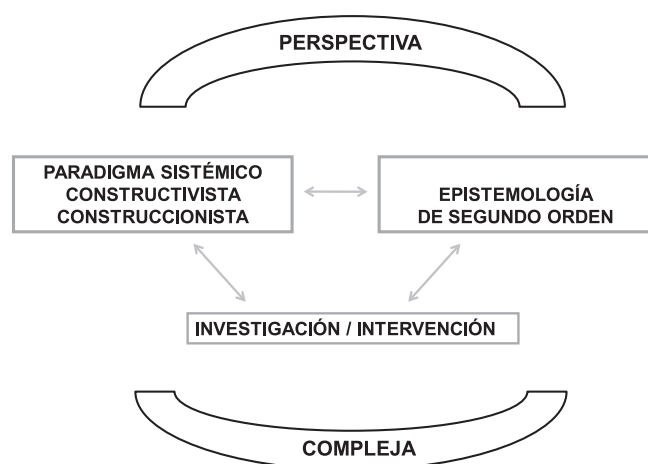 PERSPECTIVA
PARADIGMA SISTÉMICO
CONSTRUCTIVISTA
CONSTRUCCIONISTA
EPISTEMOLOGÍA
DE SEGUNDO ORDEN
INVESTIGACIÓN / INTERVENCIÓN
COMPLEJA